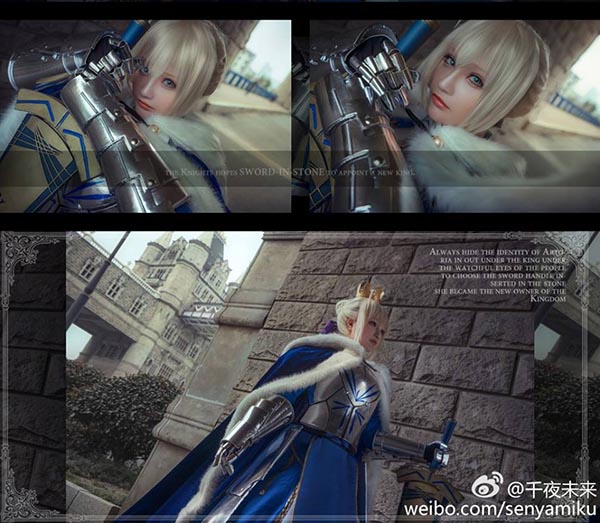 THE KNIGHTS HOPES SWORD-IN-STONE TO APPOINT A NEW KING.
ALWAYS HIDE THE IDENTITY OF ARTO
RIA IN OUT UNDER THE KING UNDER
THE WATCHFUL EYES OF THE PEOPLE,
TO CHOOSE THE SWORD HANDLE IN-
SERTED IN THE STONE
SHE BECAME THE NEW OWNER OF THE
KINGDOM
@千夜未来
weibo.com/senyamiku